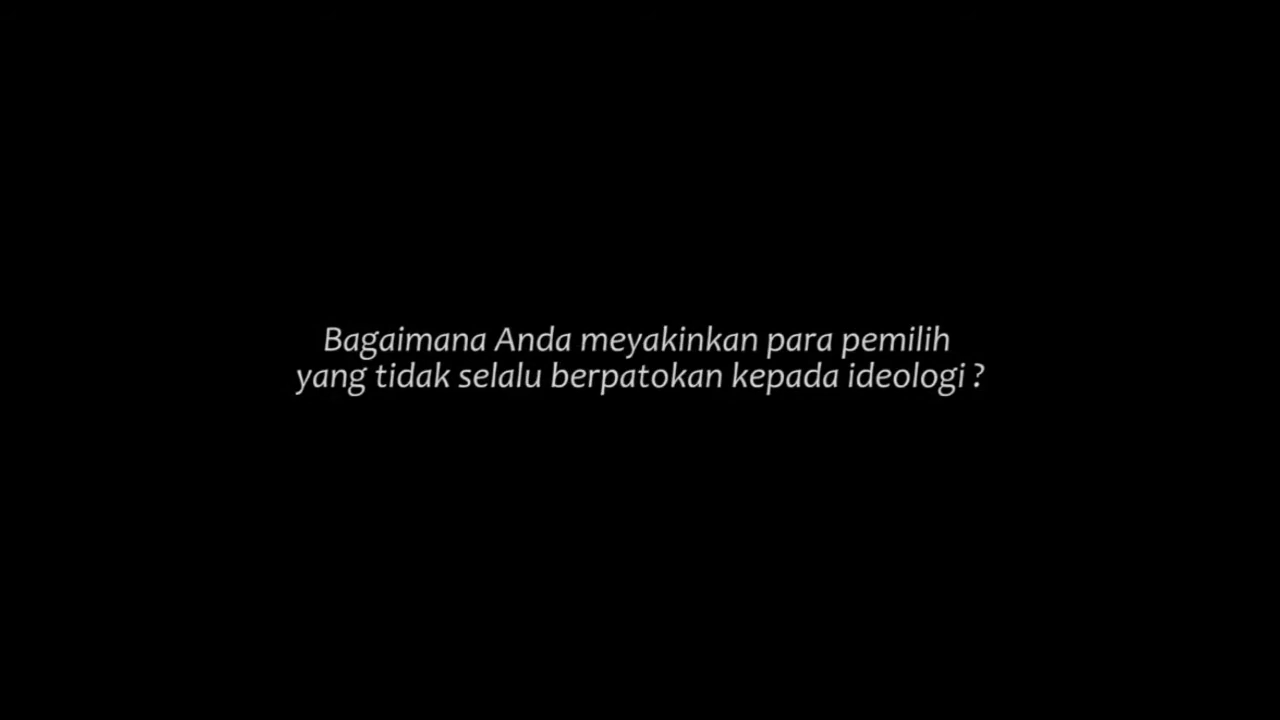 Bagaimana Anda meyakinkan para pemilih
yang tidak selalu berpatokan kepada ideologi ?